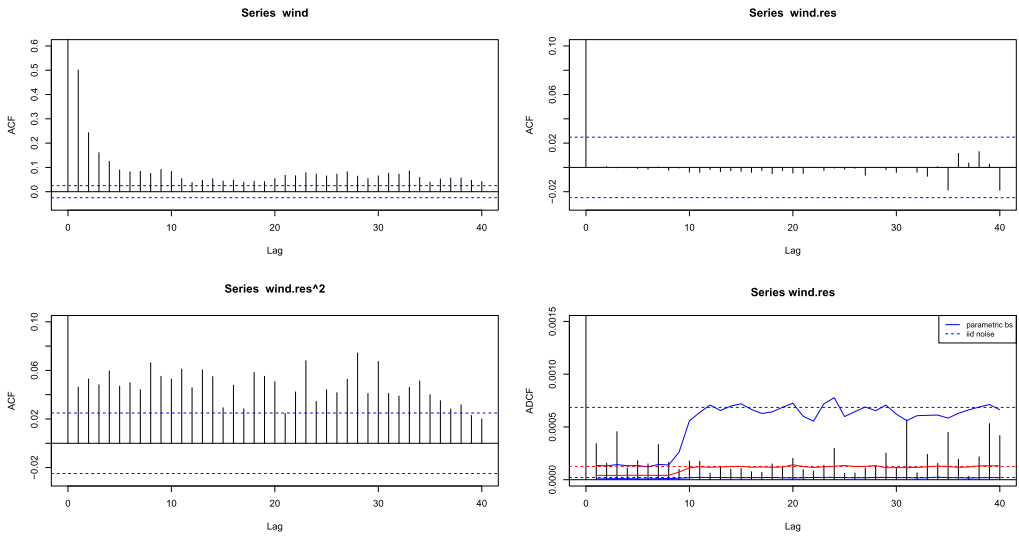 Series wind
ACF
0.0 0.1 0.2 0.3 0.4 0.5 0.6
0 10 20 30 40
Lag
Series wind.res
ACF
−0.02 0.02 0.06 0.10
0 10 20 30 40
Lag
Series wind.res^2
ACF
−0.02 0.02 0.06 0.10
0 10 20 30 40
Lag
Series wind.res
ADCF
0.0000 0.0005 0.0010 0.0015
parametric bs
iid noise
0 10 20 30 40
Lag